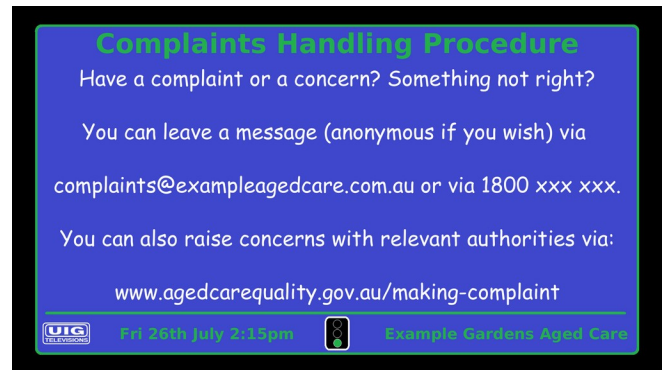 Complaints Handling Procedure
Have a complaint or a concern? Something not right?
You can leave a message (anonymous if you wish) via
complaints@exampleagedcare.com.au or via 1800 xxx xxx.
You can also raise concerns with relevant authorities via:
www.agedcarequality.gov.au/making-complaint
UIG
TELEVISIONS
Fri 26th July 2:15pm
Example Gardens Aged Care